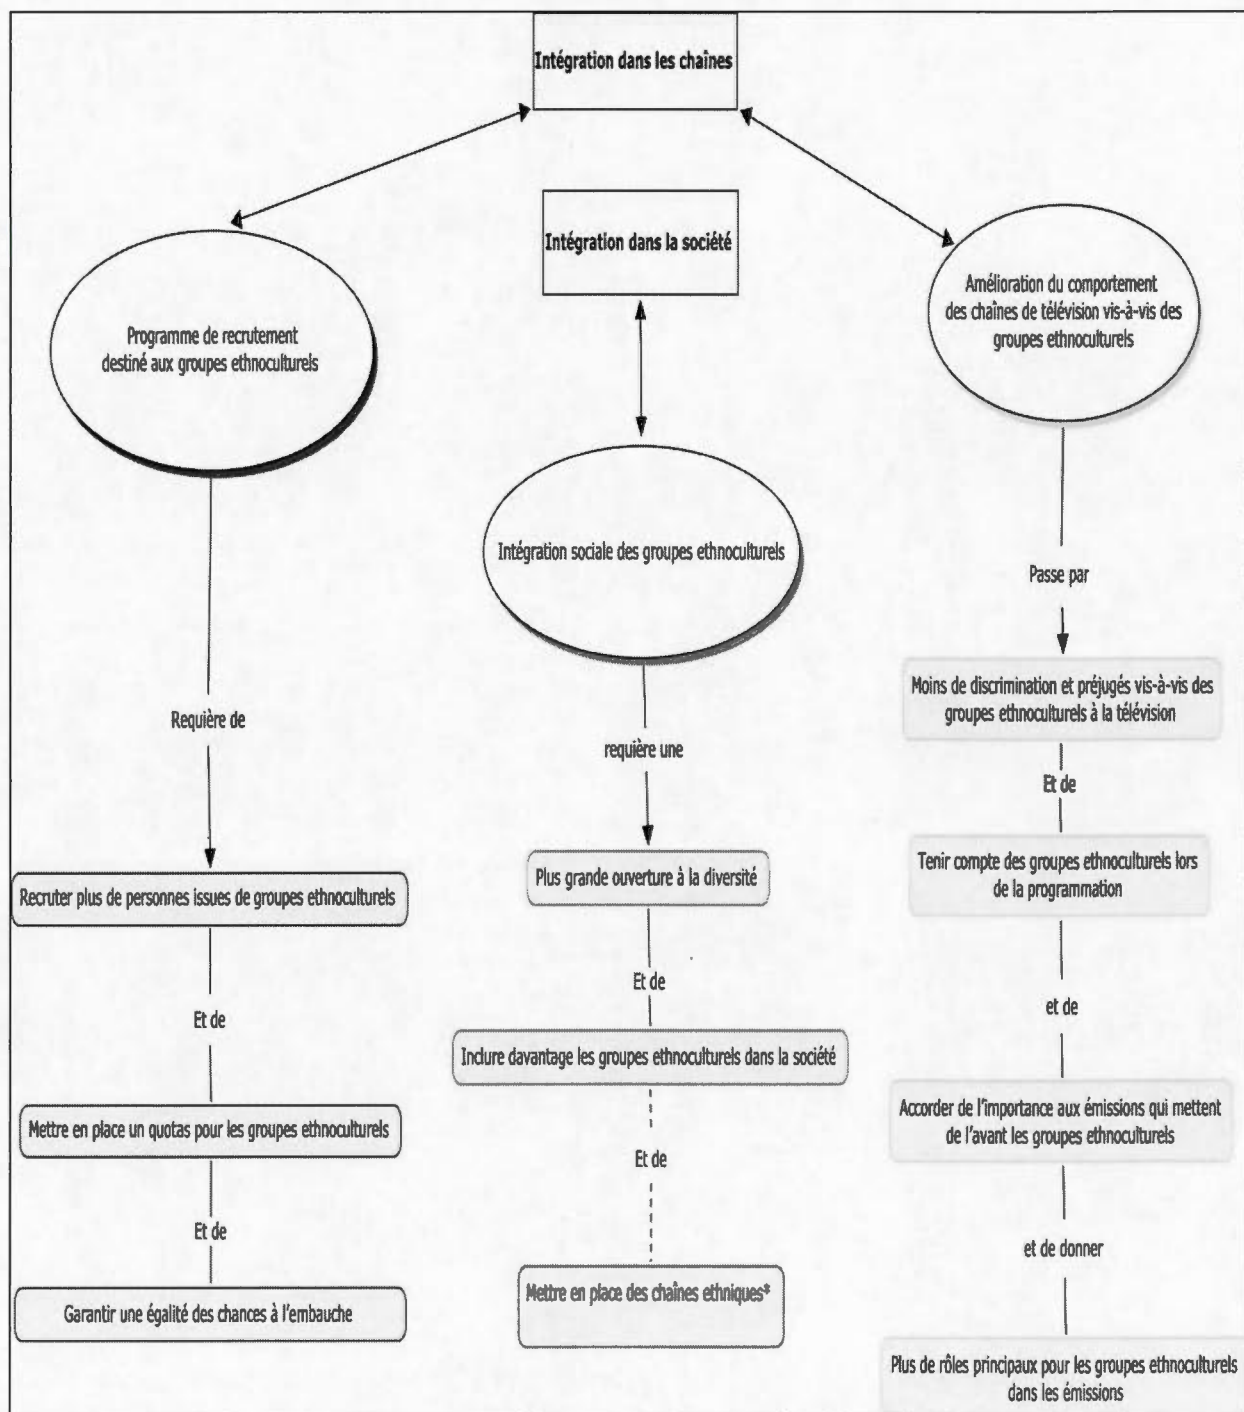 Intégration dans les chaînes
Intégration dans la société
Programme de recrutement
destiné aux groupes ethnoculturels
Requière de
Recruter plus de personnes issues de groupes ethnoculturels
Et de
Mettre en place un quotas pour les groupes ethnoculturels
Et de
Garantir une égalité des chances à l'embauche
Intégration sociale des groupes ethnoculturels
requière une
Plus grande ouverture à la diversité
Et de
Inclure davantage les groupes ethnoculturels dans la société
Et de
Mettre en place des chaînes ethniques*
Amélioration du comportement
des chaînes de télévision vis-à-vis des
groupes ethnoculturels
Passe par
Moins de discrimination et préjugés vis-à-vis des
groupes ethnoculturels à la télévision
Et de
Tenir compte des groupes ethnoculturels lors
de la programmation
et de
Accorder de l'importance aux émissions qui mettent
de l'avant les groupes ethnoculturels
et de donner
Plus de rôles principaux pour les groupes ethnoculturels
dans les émissions